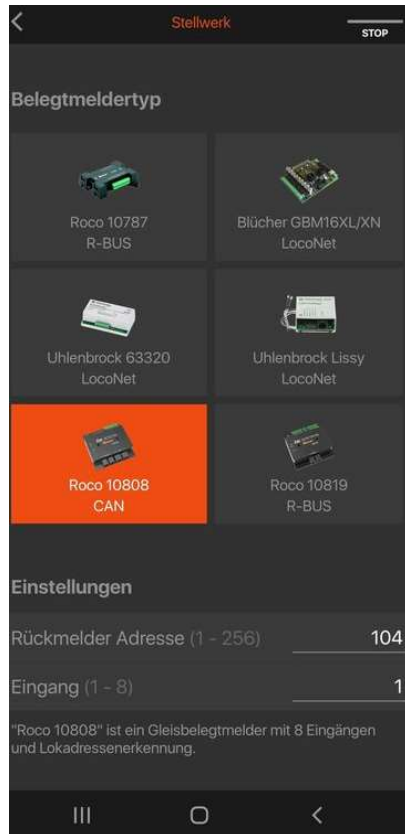 Stellwerk
STOP
Belegtmeldertyp
Roco 10787
R-BUS
Blücher GBM16XL/XN
LocoNet
Uhlenbrock 63320
LocoNet
Uhlenbrock Lissy
LocoNet
Roco 10808
CAN
Roco 10819
R-BUS
Einstellungen
Rückmelder Adresse (1 - 256) 104
Eingang (1 - 8) 1
"Roco 10808" ist ein Gleisbelegtmelder mit 8 Eingängen
und Lokadressenerkennung.